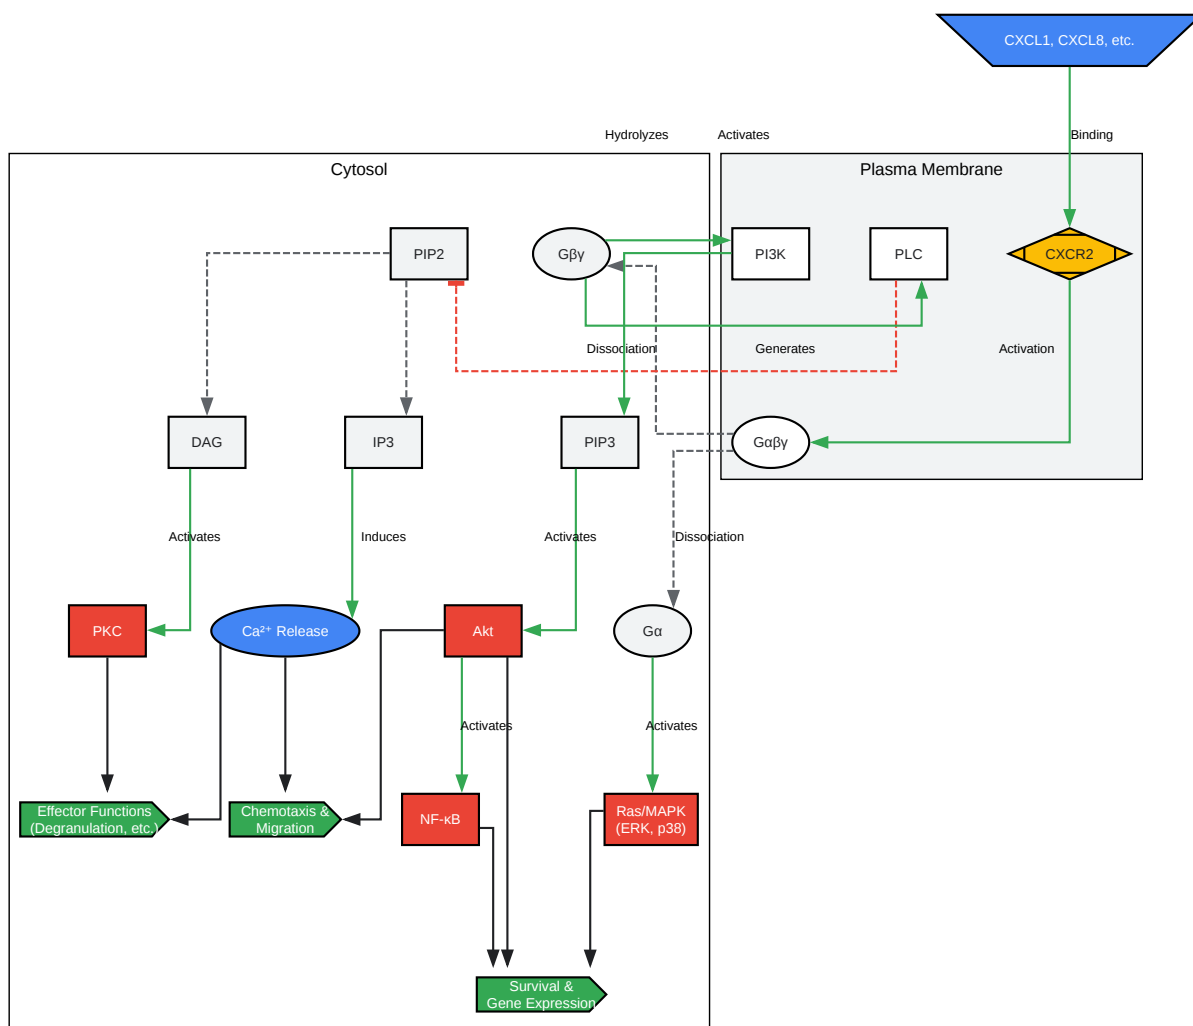 CXCL1, CXCL8, etc.
Hydrolyzes
Activates
Binding
Cytosol
Plasma Membrane
PIP2
Gβγ
PI3K
PLC
CXCR2
Dissociation
Generates
Activation
DAG
IP3
PIP3
Gαβγ
Activates
Induces
Activates
Dissociation
PKC
Ca²⁺ Release
Akt
Gα
Activates
Activates
Effector Functions
(Degranulation, etc.)
Chemotaxis &
Migration
NF-κB
Ras/MAPK
(ERK, p38)
Survival &
Gene Expression